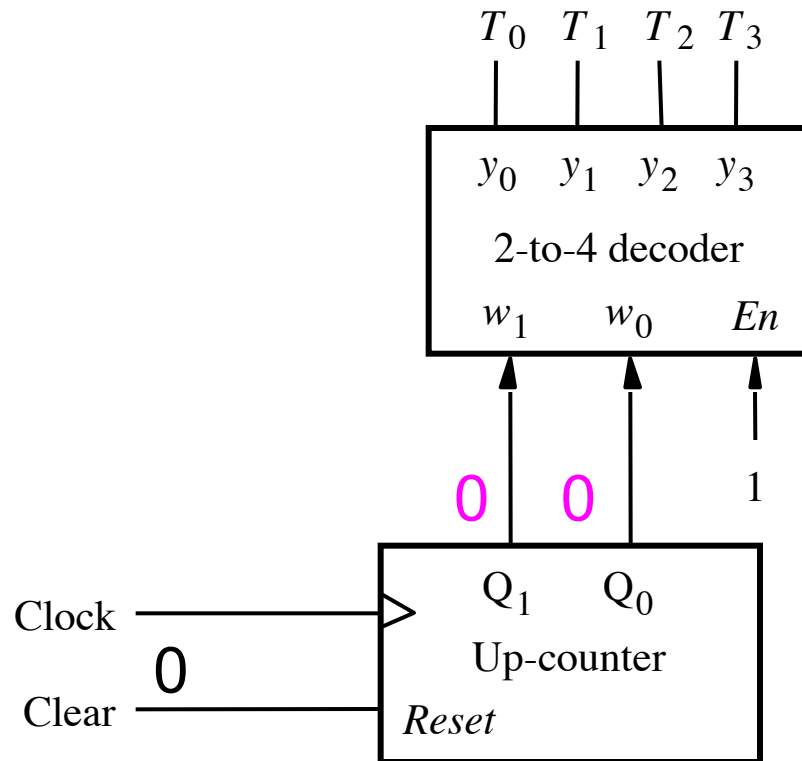 T0 T1 T2 T3
y0 y1 y2 y3
2-to-4 decoder
w1 w0 En
0 0 1
Q1 Q0
Clock
Up-counter
0
Clear
Reset